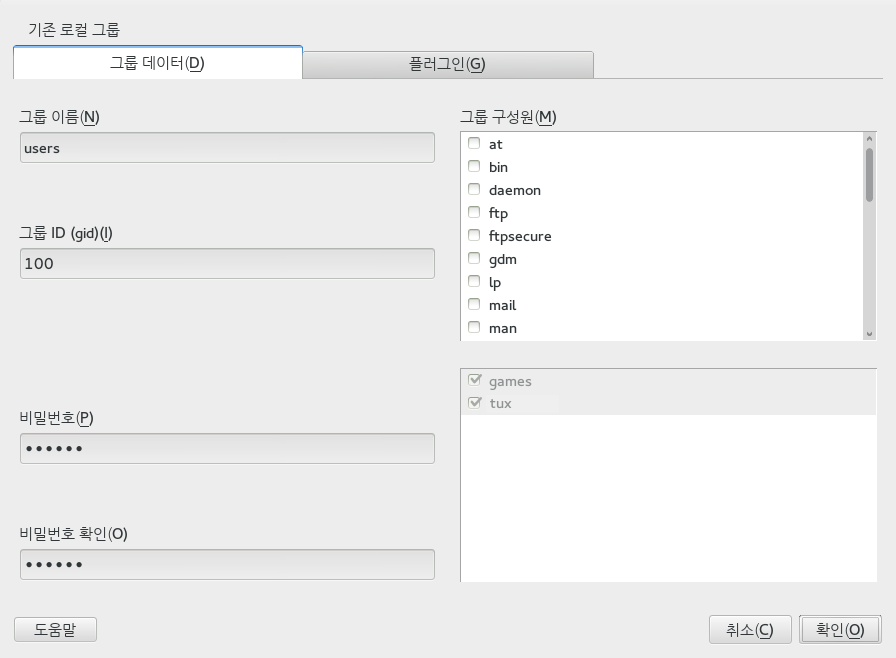 기존 로컬 그룹
그룹 데이터(D)
플러그인(G)
그룹 이름(N)
users
그룹 ID (gid)(I)
100
비밀번호(P)
••••••
비밀번호 확인(O)
••••••
그룹 구성원(M)
at
bin
daemon
ftp
ftpsecure
gdm
lp
mail
man
games
tux
도움말
취소(C)
확인(O)